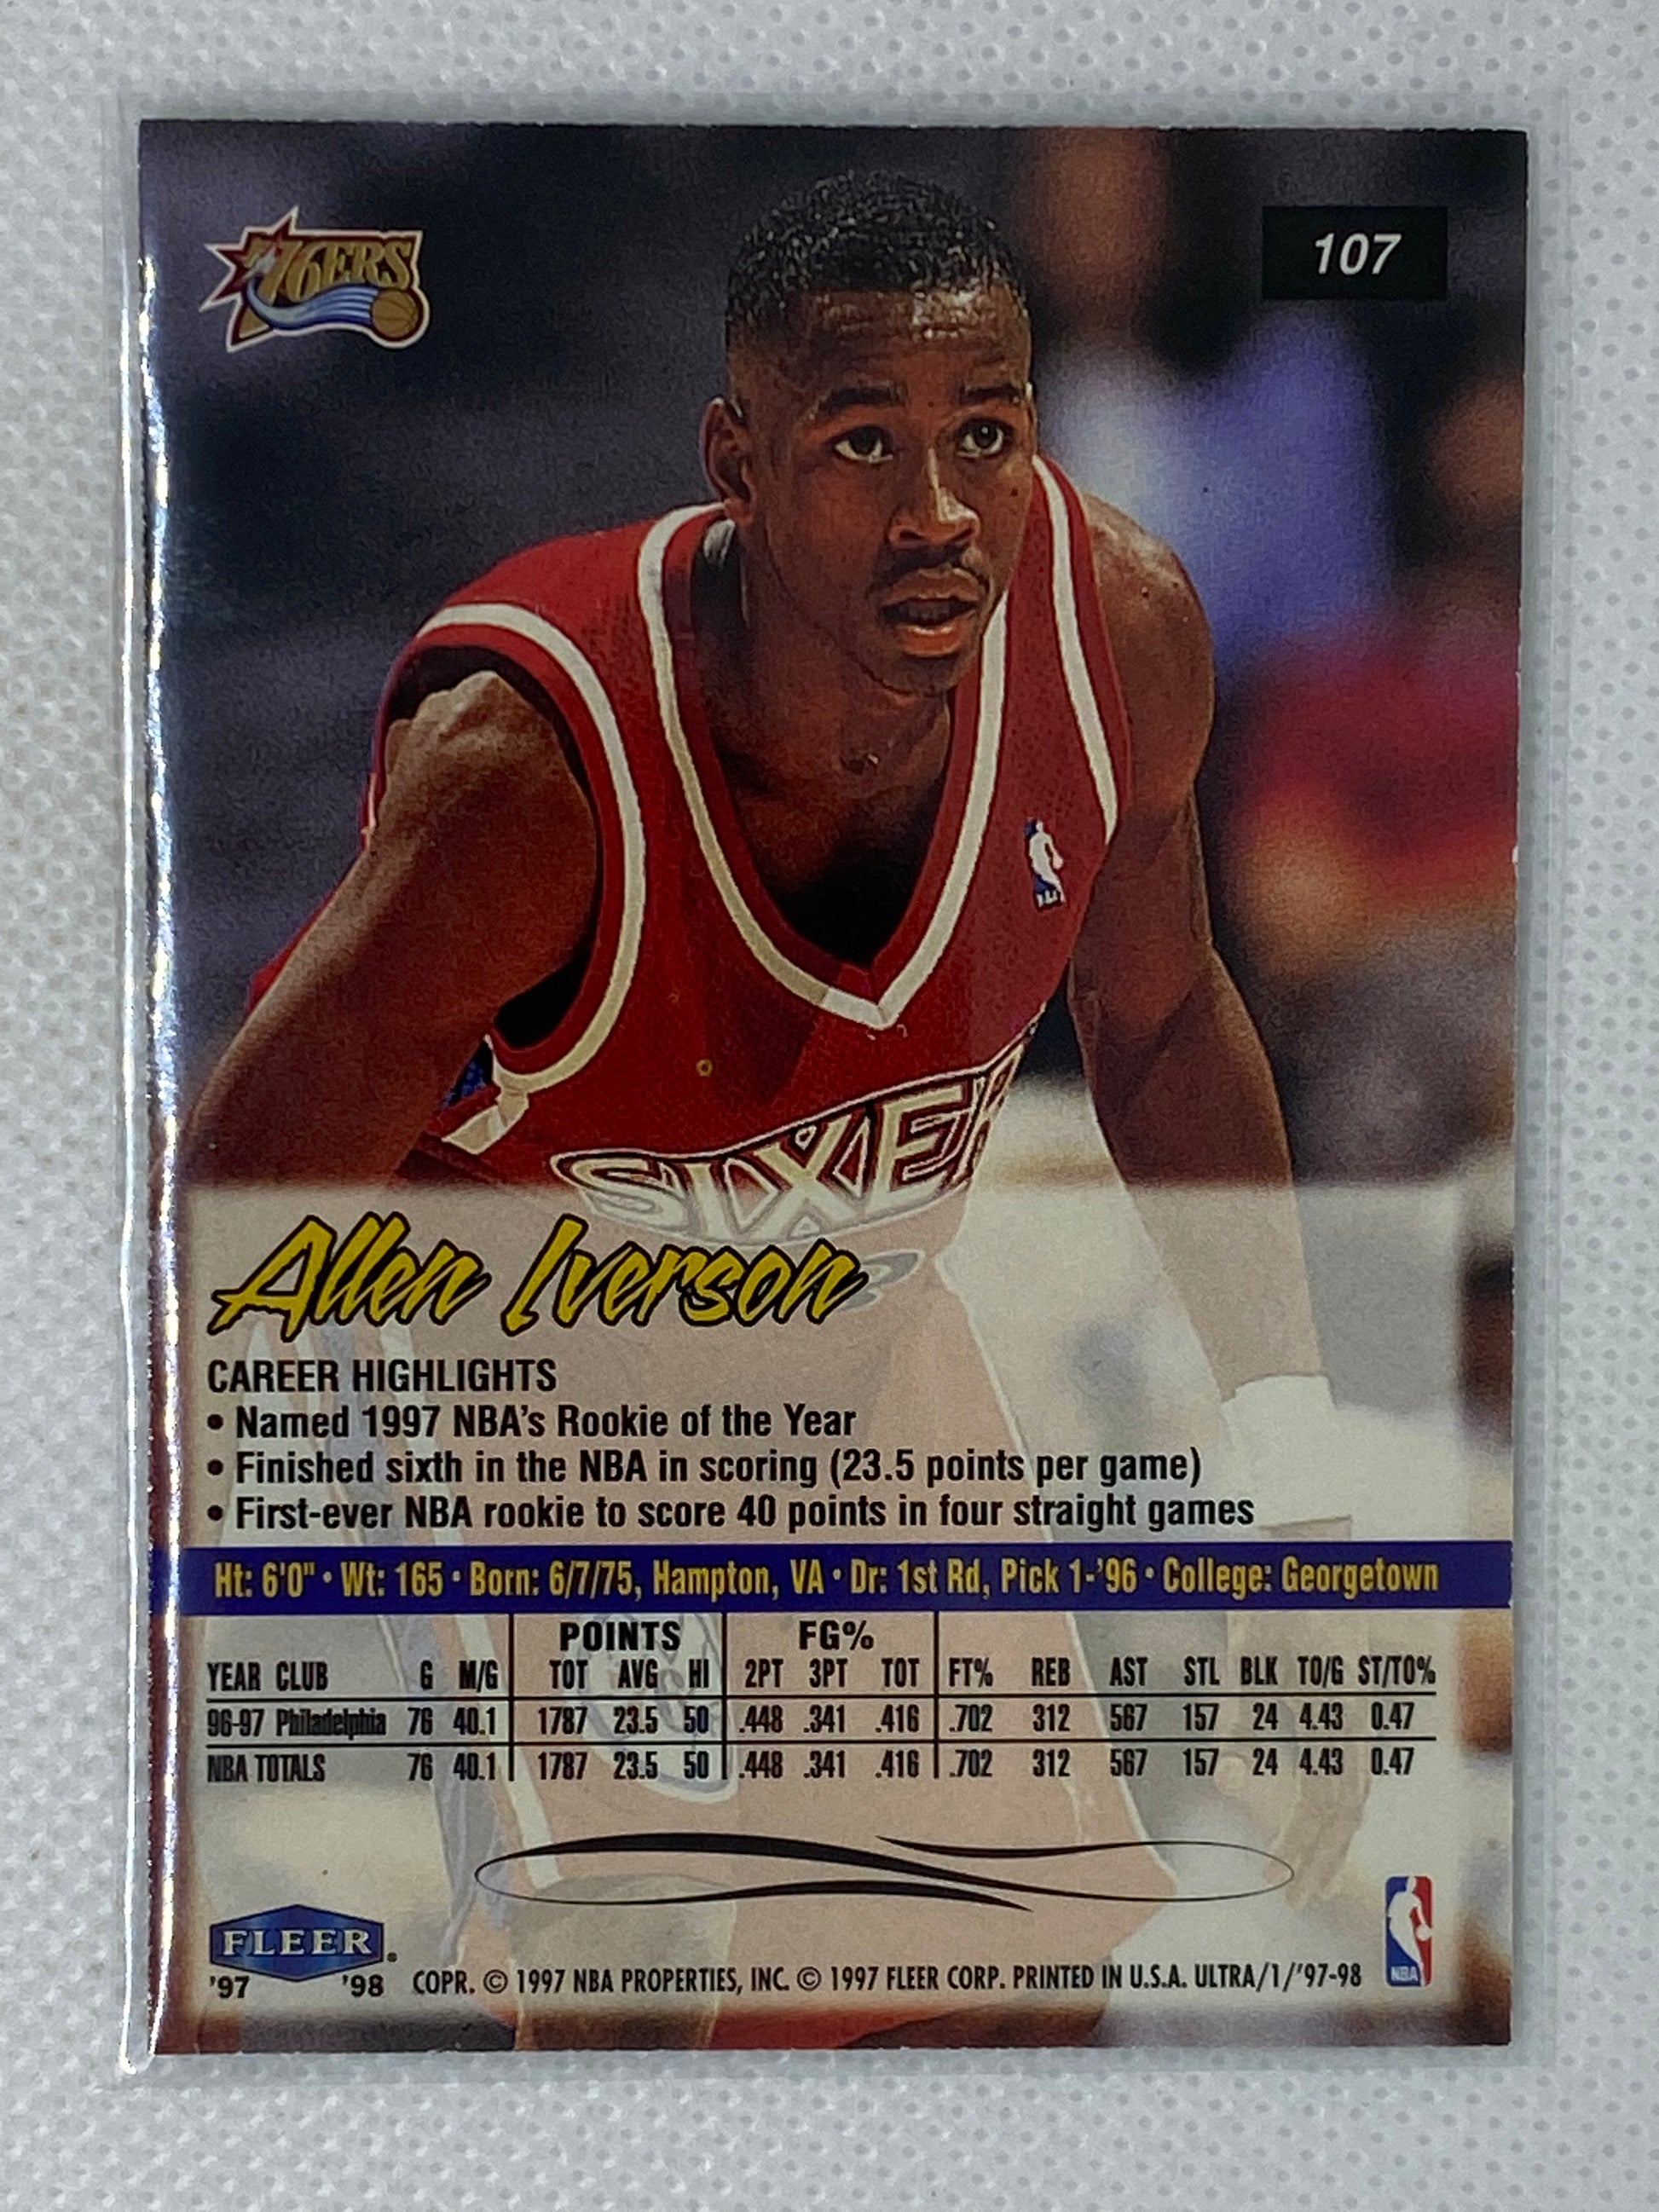 76ERS
107
NBA
SIXERS
Allen Iverson
CAREER HIGHLIGHTS
• Named 1997 NBA's Rookie of the Year
• Finished sixth in the NBA in scoring (23.5 points per game)
• First-ever NBA rookie to score 40 points in four straight games
Ht: 6'0" • Wt: 165 • Born: 6/7/75, Hampton, VA • Dr: 1st Rd, Pick 1-'96 • College: Georgetown
POINTS FG%
YEAR CLUB G M/G TOT AVG HI 2PT 3PT TOT FT% REB AST STL BLK TO/G ST/TO%
96-97 Philadelphia 76 40.1 1787 23.5 50 .448 .341 .416 .702 312 567 157 24 4.43 0.47
NBA TOTALS 76 40.1 1787 23.5 50 .448 .341 .416 .702 312 567 157 24 4.43 0.47
FLEER
'97 '98 COPR. © 1997 NBA PROPERTIES, INC. © 1997 FLEER CORP. PRINTED IN U.S.A. ULTRA/1/'97-98
NBA